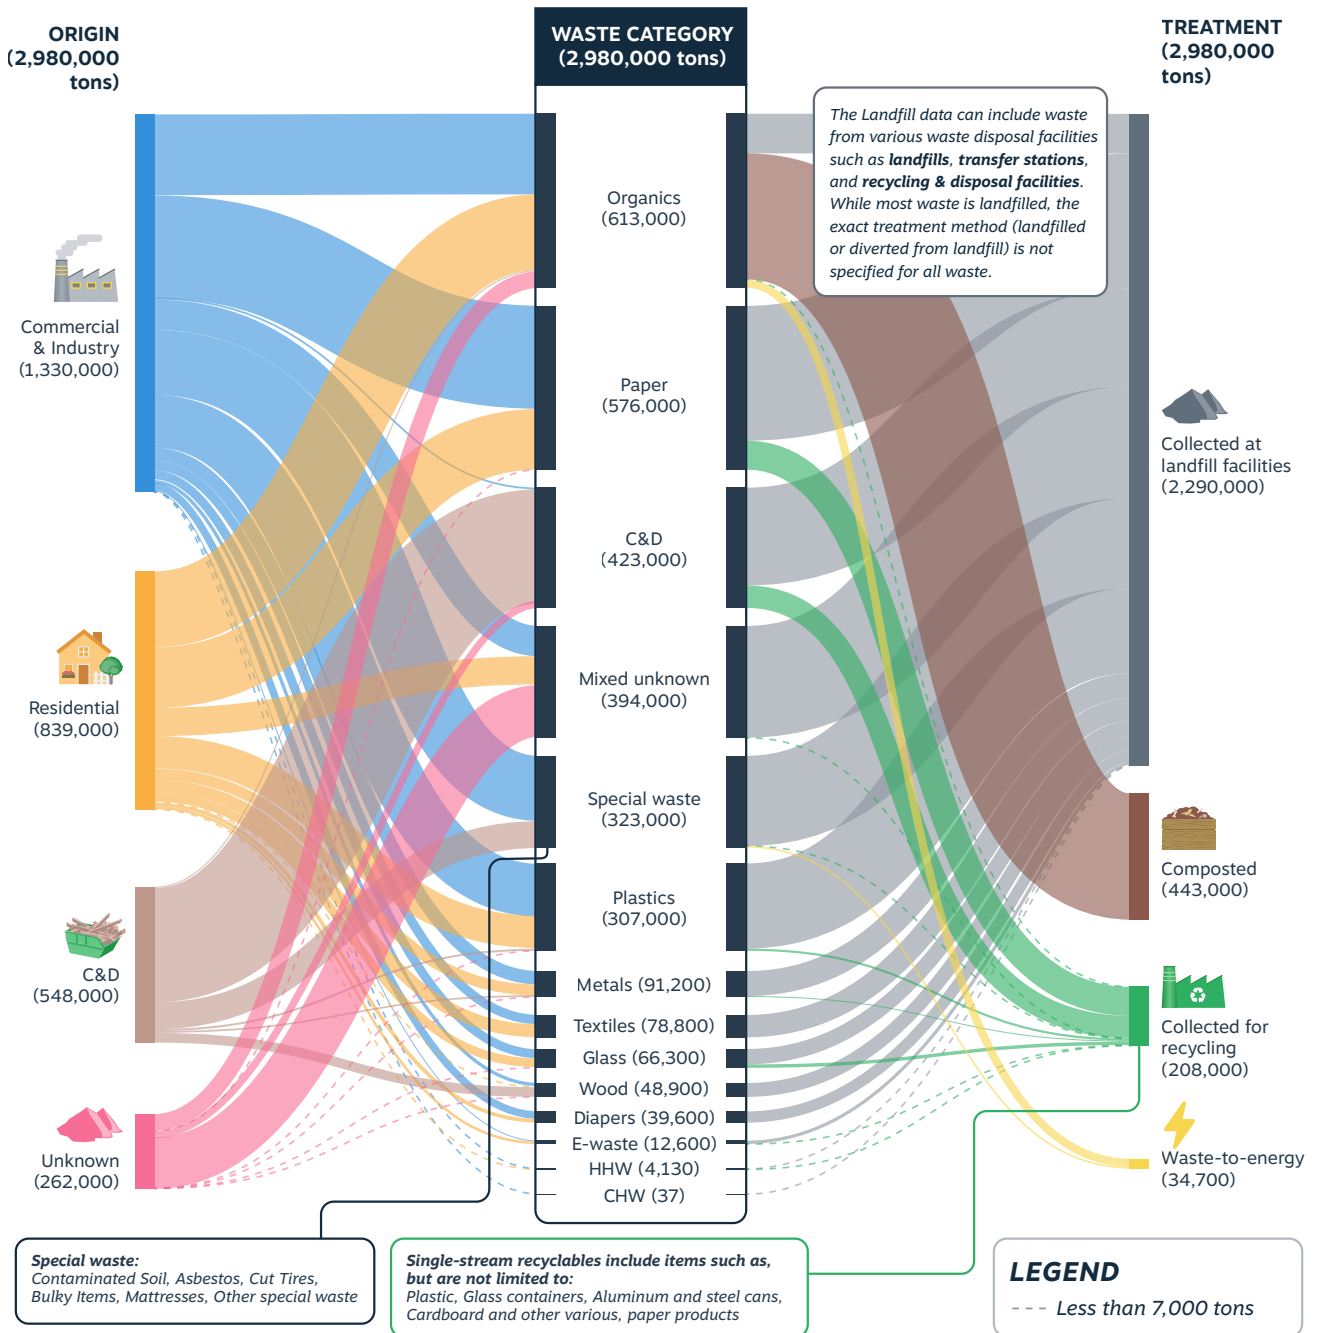 ORIGIN
(2,980,000
tons)
WASTE CATEGORY
(2,980,000 tons)
TREATMENT
(2,980,000
tons)
The Landfill data can include waste
from various waste disposal facilities
such as landfills, transfer stations,
and recycling & disposal facilities.
While most waste is landfilled, the
exact treatment method (landfilled
or diverted from landfill) is not
specified for all waste.
Commercial
& Industry
(1,330,000)
Residential
(839,000)
C&D
(548,000)
Unknown
(262,000)
Organics
(613,000)
Paper
(576,000)
C&D
(423,000)
Mixed unknown
(394,000)
Special waste
(323,000)
Plastics
(307,000)
Metals (91,200)
Textiles (78,800)
Glass (66,300)
Wood (48,900)
Diapers (39,600)
E-waste (12,600)
HHW (4,130)
CHW (37)
Collected at
landfill facilities
(2,290,000)
Composted
(443,000)
Collected for
recycling
(208,000)
Waste-to-energy
(34,700)
Special waste:
Contaminated Soil, Asbestos, Cut Tires,
Bulky Items, Mattresses, Other special waste
Single-stream recyclables include items such as,
but are not limited to:
Plastic, Glass containers, Aluminum and steel cans,
Cardboard and other various, paper products
LEGEND
Less than 7,000 tons